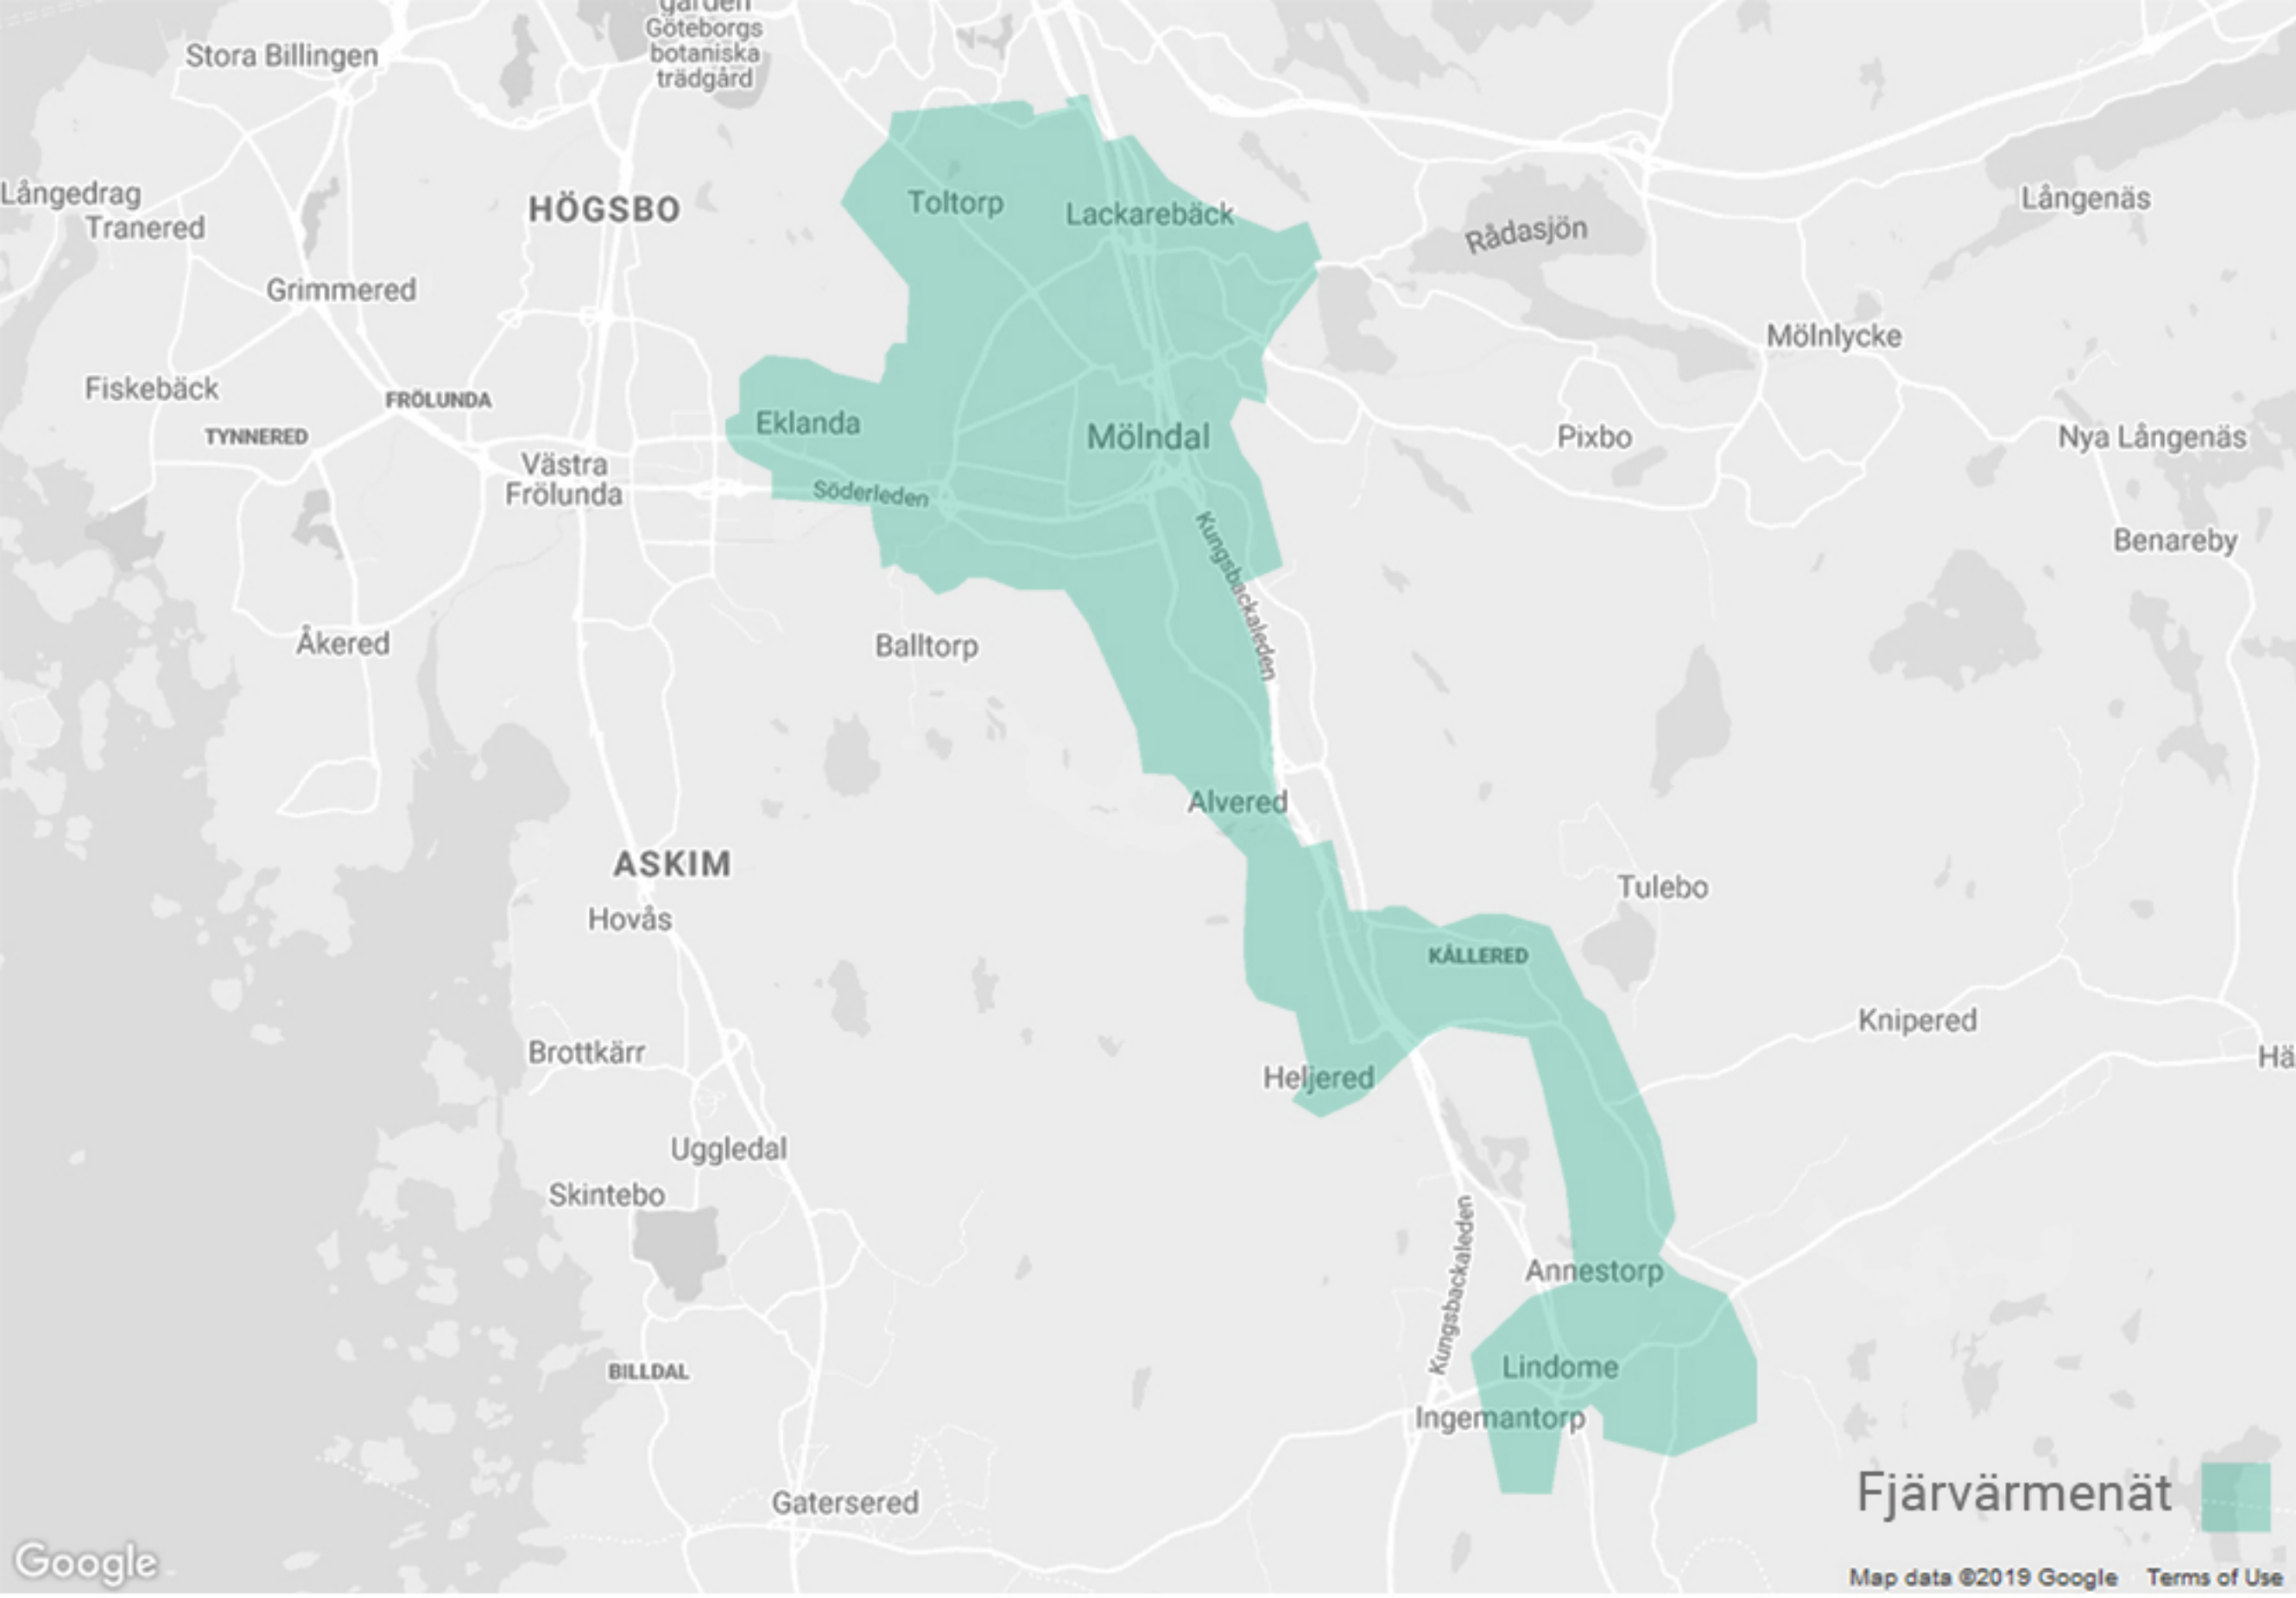 gården
Göteborgs
botaniska
trädgård
Stora Billingen
Långedrag
Tranered
HÖGSBO
Toltorp
Lackarebäck
Rådasjön
Långenäs
Grimmered
Mölnlycke
Fiskebäck
FRÖLUNDA
TYNNERED
Eklanda
Mölndal
Pixbo
Nya Långenäs
Västra
Frölunda
Söderleden
Kungsbackaleden
Benareby
Åkered
Balltorp
Alvered
ASKIM
Hovås
Tulebo
KÅLLERED
Knipered
Brottkärr
Heljered
Hä
Uggledal
Skintebo
Kungsbackaleden
Annestorp
BILLDAL
Lindome
Ingemantorp
Gatersered
Fjärvärmenät
Google
Map data ©2019 Google Terms of Use